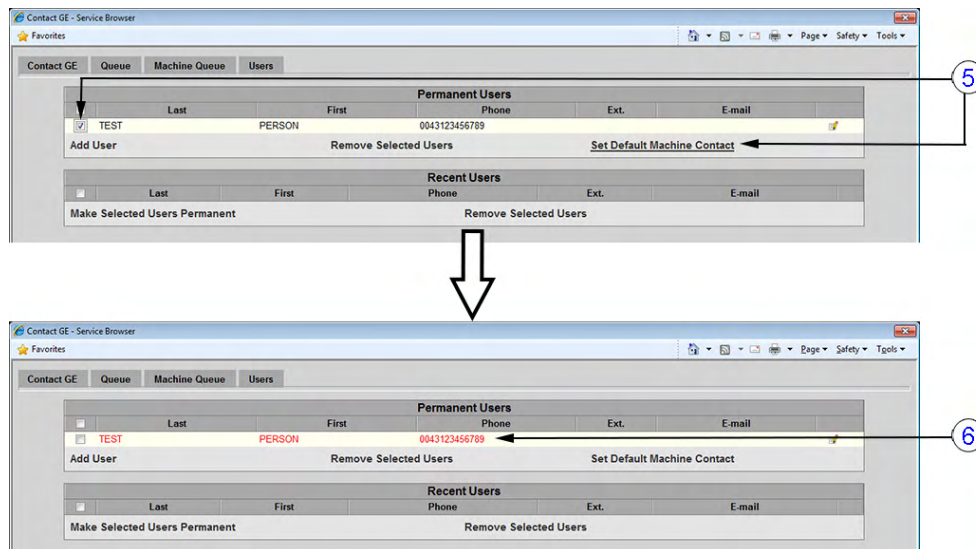 Contact GE - Service Browser
Favorites Page Safety Tools
Contact GE Queue Machine Queue Users
5
Permanent Users
Last First Phone Ext. E-mail
TEST PERSON 0043123456789
Add User Remove Selected Users Set Default Machine Contact
Recent Users
Last First Phone Ext. E-mail
Make Selected Users Permanent Remove Selected Users
Contact GE - Service Browser
Favorites Page Safety Tools
Contact GE Queue Machine Queue Users
Permanent Users
Last First Phone Ext. E-mail
TEST PERSON 0043123456789
6
Add User Remove Selected Users Set Default Machine Contact
Recent Users
Last First Phone Ext. E-mail
Make Selected Users Permanent Remove Selected Users